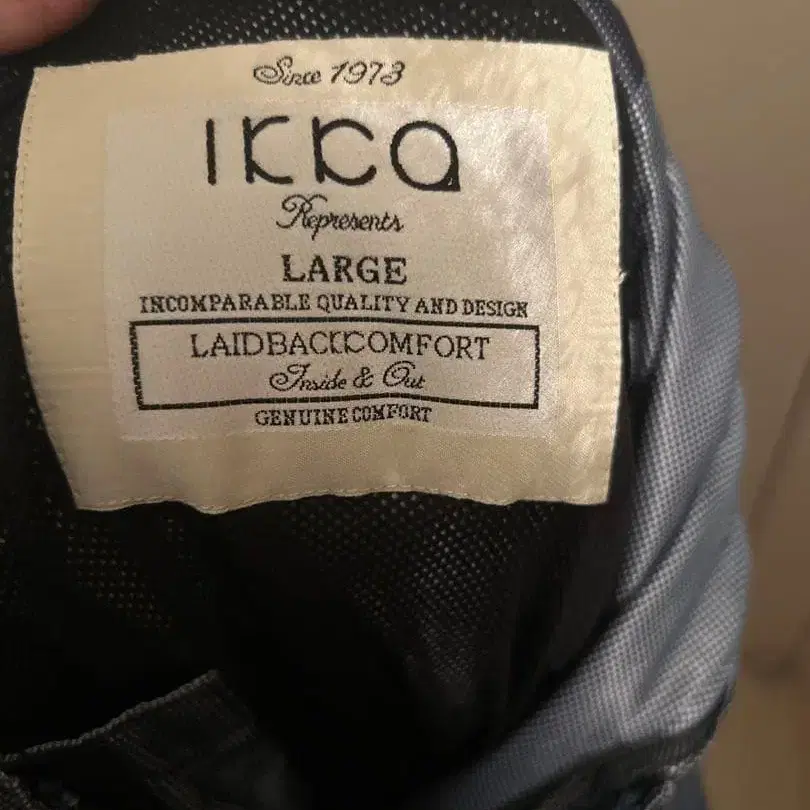 Since 1973
IKKA
Represents
LARGE
INCOMPARABLE QUALITY AND DESIGN
LAIDBACKCOMFORT
Inside & Out
GENUINE COMFORT